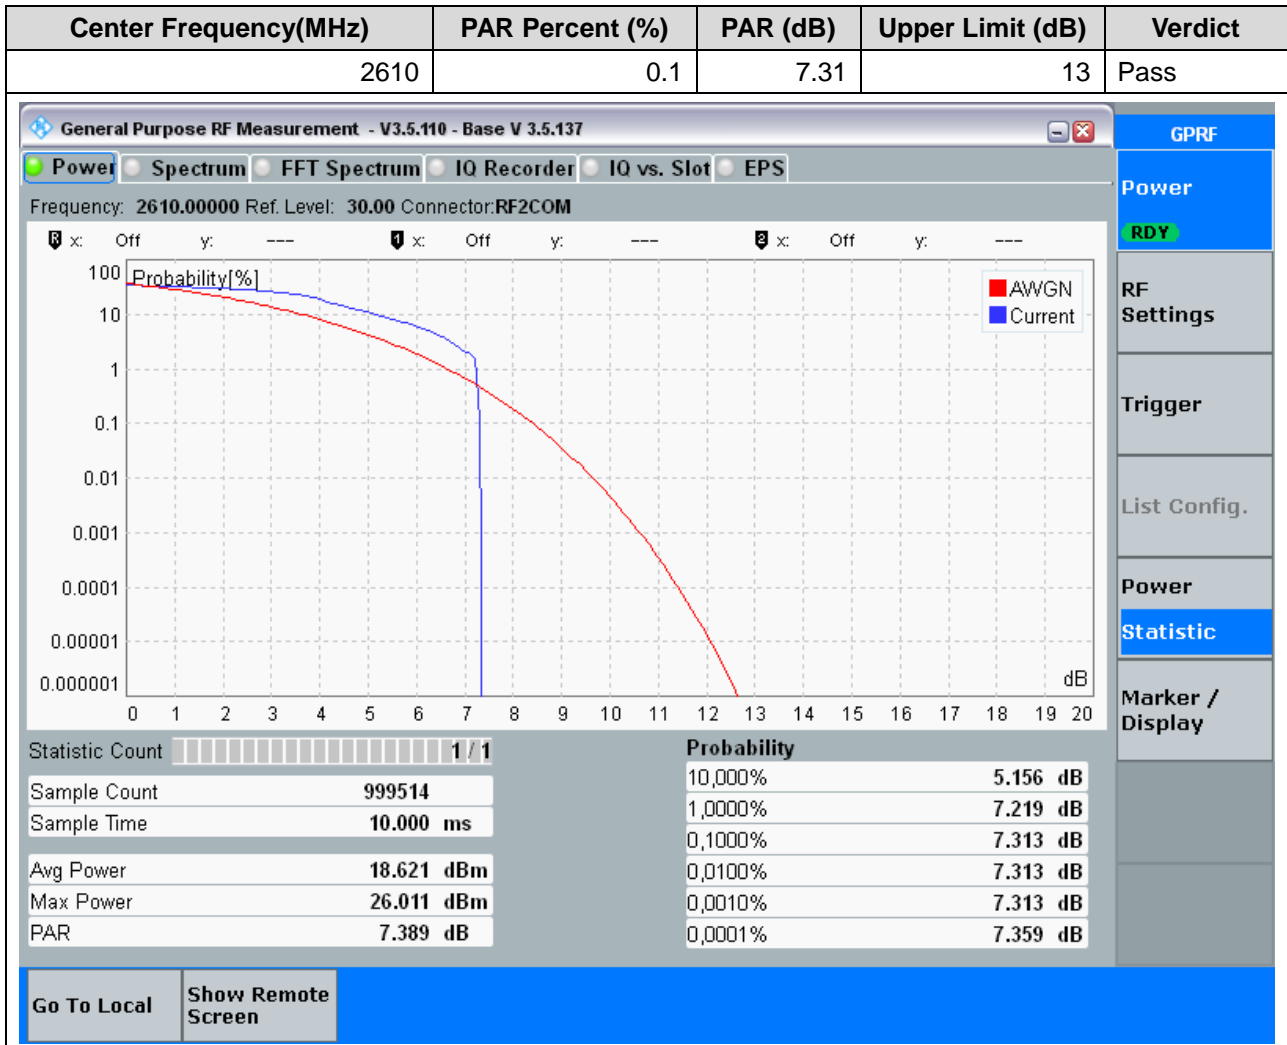 Center Frequency(MHz) PAR Percent (%) PAR (dB) Upper Limit (dB) Verdict
2610 0.1 7.31 13 Pass
General Purpose RF Measurement - V3.5.110 - Base V 3.5.137
GPRF
Power Spectrum FFT Spectrum IQ Recorder IQ vs. Slot EPS
Power
RDY
Frequency: 2610.00000 Ref. Level: 30.00 Connector:RF2COM
R x: Off y: --- 1 x: Off y: --- 2 x: Off y: ---
Probability[%]
AWGN
Current
100
10
1
0.1
0.01
0.001
0.0001
0.00001
0.000001
dB
0 1 2 3 4 5 6 7 8 9 10 11 12 13 14 15 16 17 18 19 20
RF
Settings
Trigger
List Config.
Power
Statistic
Marker /
Display
Statistic Count 1 / 1
Sample Count 999514
Sample Time 10.000 ms
Avg Power 18.621 dBm
Max Power 26.011 dBm
PAR 7.389 dB
Probability
10,000% 5.156 dB
1,0000% 7.219 dB
0,1000% 7.313 dB
0,0100% 7.313 dB
0,0010% 7.313 dB
0,0001% 7.359 dB
Go To Local
Show Remote
Screen